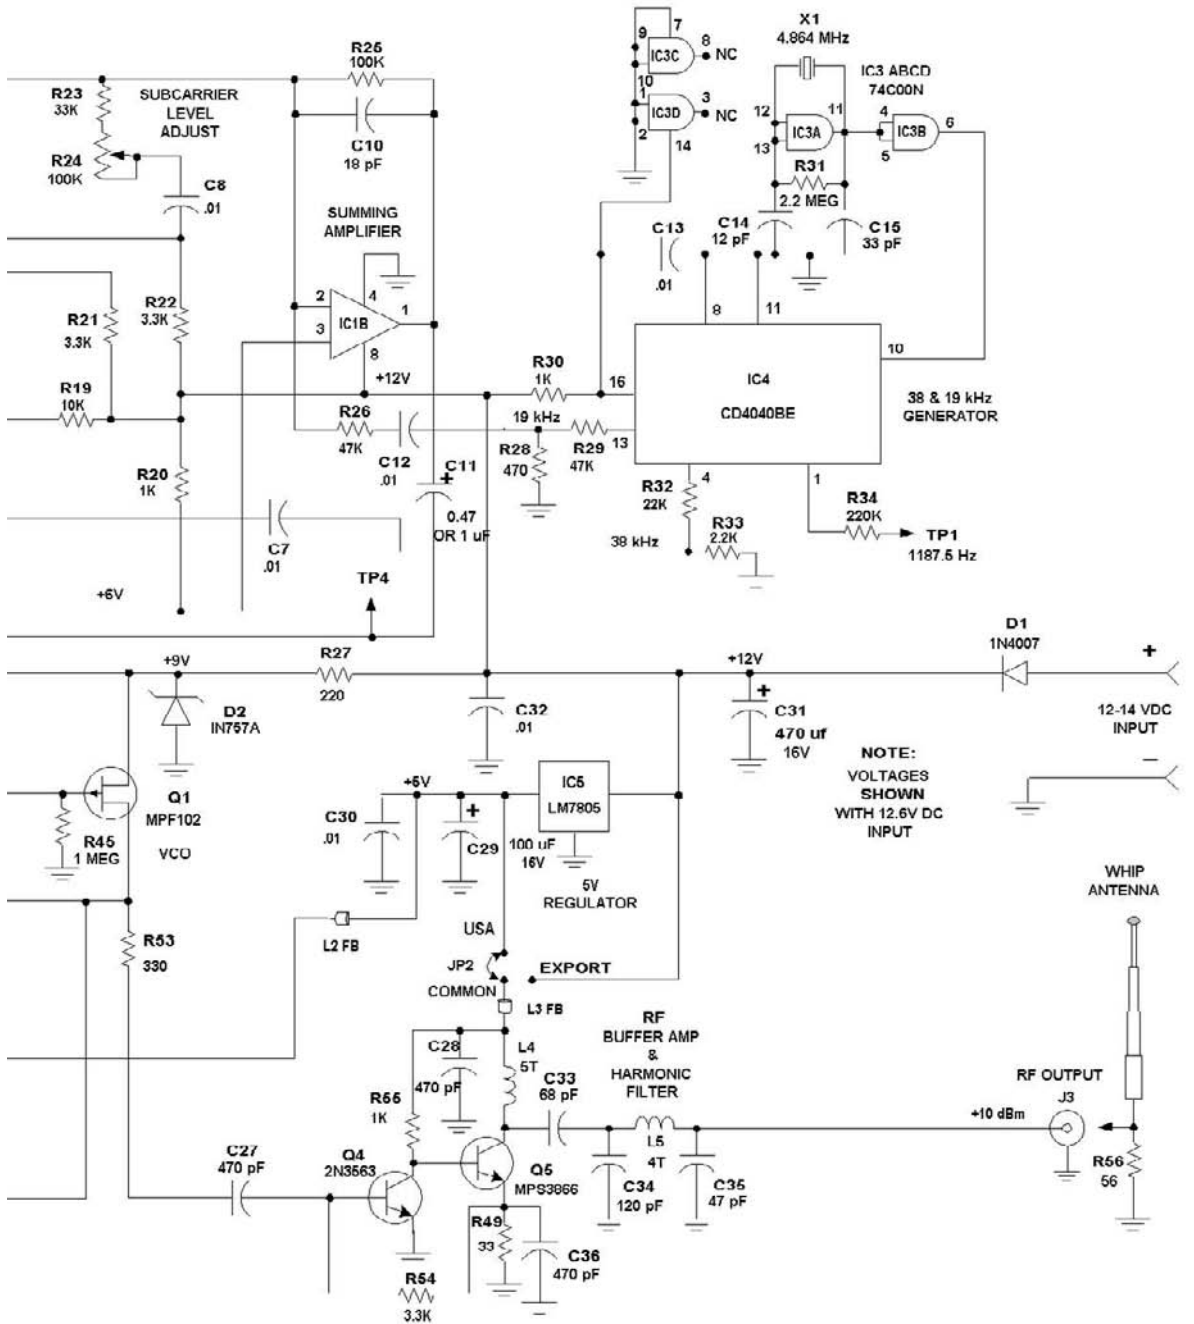 R25
100K
C10
18 pF
R23
33K
SUBCARRIER
LEVEL
ADJUST
R24
100K
C8
.01
SUMMING
AMPLIFIER
2
3
4
1
8
IC1B
+12V
R22
3.3K
R21
3.3K
R19
10K
R20
1K
R26
47K
C12
.01
C11
+
0.47
OR 1 uF
C7
.01
+6V
TP4
9
7
8
NC
IC3C
10
1
3
NC
IC3D
2
14
X1
4.864 MHz
IC3 ABCD
74C00N
12
11
IC3A
13
4
6
IC3B
5
R31
2.2 MEG
C14
12 pF
C15
33 pF
C13
.01
8
11
10
R30
1K
16
IC4
CD4040BE
38 & 19 kHz
GENERATOR
19 kHz
R28
470
R29
47K
13
4
1
R32
22K
R33
2.2K
38 kHz
R34
220K
TP1
1187.5 Hz
+9V
R27
220
D2
IN757A
Q1
MPF102
VCO
R45
1 MEG
+12V
D1
1N4007
+
12-14 VDC
INPUT
−
C32
.01
+
C31
470 uf
16V
NOTE:
VOLTAGES
SHOWN
WITH 12.6V DC
INPUT
+5V
IC5
LM7805
C30
.01
+
C29
100 uF
16V
5V
REGULATOR
R53
330
L2 FB
USA
JP2
EXPORT
COMMON
L3 FB
WHIP
ANTENNA
RF
BUFFER AMP
&
HARMONIC
FILTER
C28
470 pF
L4
5T
C33
68 pF
R55
1K
RF OUTPUT
J3
+10 dBm
L5
4T
C27
470 pF
Q4
2N3563
Q5
MPS3866
C34
120 pF
C35
47 pF
R56
56
R49
33
C36
470 pF
R54
3.3K